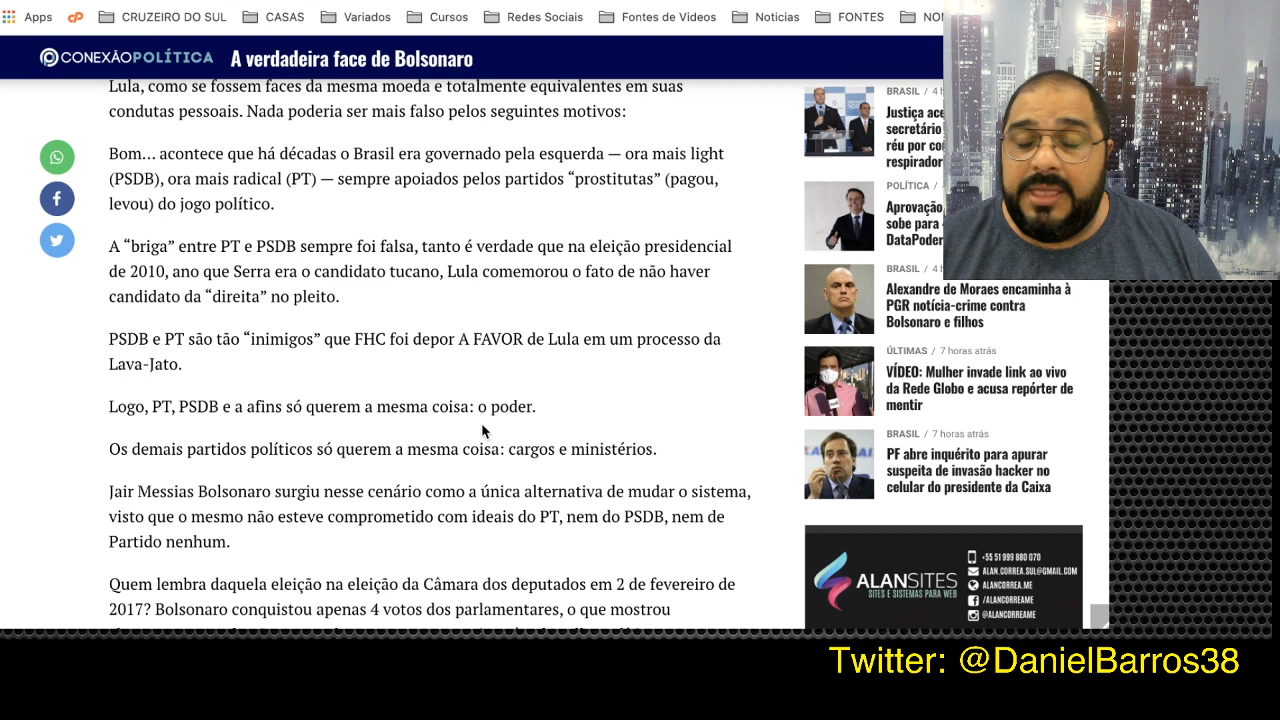 Apps
CRUZEIRO DO SUL
CASAS
Variados
Cursos
Redes Sociais
Fontes de Videos
Noticias
FONTES
CONEXÃOPOLÍTICA
A verdadeira face de Bolsonaro
Lula, como se fossem faces da mesma moeda e totalmente equivalentes em suas
condutas pessoais. Nada poderia ser mais falso pelos seguintes motivos:
Bom... acontece que há décadas o Brasil era governado pela esquerda — ora mais light
(PSDB), ora mais radical (PT) — sempre apoiados pelos partidos “prostitutas” (pagou,
levou) do jogo político.
A “briga” entre PT e PSDB sempre foi falsa, tanto é verdade que na eleição presidencial
de 2010, ano que Serra era o candidato tucano, Lula comemorou o fato de não haver
candidato da “direita” no pleito.
PSDB e PT são tão “inimigos” que FHC foi depor A FAVOR de Lula em um processo da
Lava-Jato.
Logo, PT, PSDB e a afins só querem a mesma coisa: o poder.
Os demais partidos políticos só querem a mesma coisa: cargos e ministérios.
Jair Messias Bolsonaro surgiu nesse cenário como a única alternativa de mudar o sistema,
visto que o mesmo não esteve comprometido com ideais do PT, nem do PSDB, nem de
Partido nenhum.
Quem lembra daquela eleição na eleição da Câmara dos deputados em 2 de fevereiro de
2017? Bolsonaro conquistou apenas 4 votos dos parlamentares, o que mostrou
BRASIL / 4
Justiça
secretário
réu por
respirador
POLÍTICA /
Aprovação
sobe para
DataPoder
BRASIL / 4
Alexandre de Moraes encaminha à
PGR notícia-crime contra
Bolsonaro e filhos
ÚLTIMAS / 7 horas atrás
VÍDEO: Mulher invade link ao vivo
da Rede Globo e acusa repórter de
mentir
BRASIL / 7 horas atrás
PF abre inquérito para apurar
suspeita de invasão hacker no
celular do presidente da Caixa
ALANSITES
SITES E SISTEMAS PARA WEB
+55 51 999 880 070
ALAN.CORREA.SUL@GMAIL.COM
ALANCORREA.ME
/ALANCORREAME
@ALANCORREAME
Twitter: @DanielBarros38